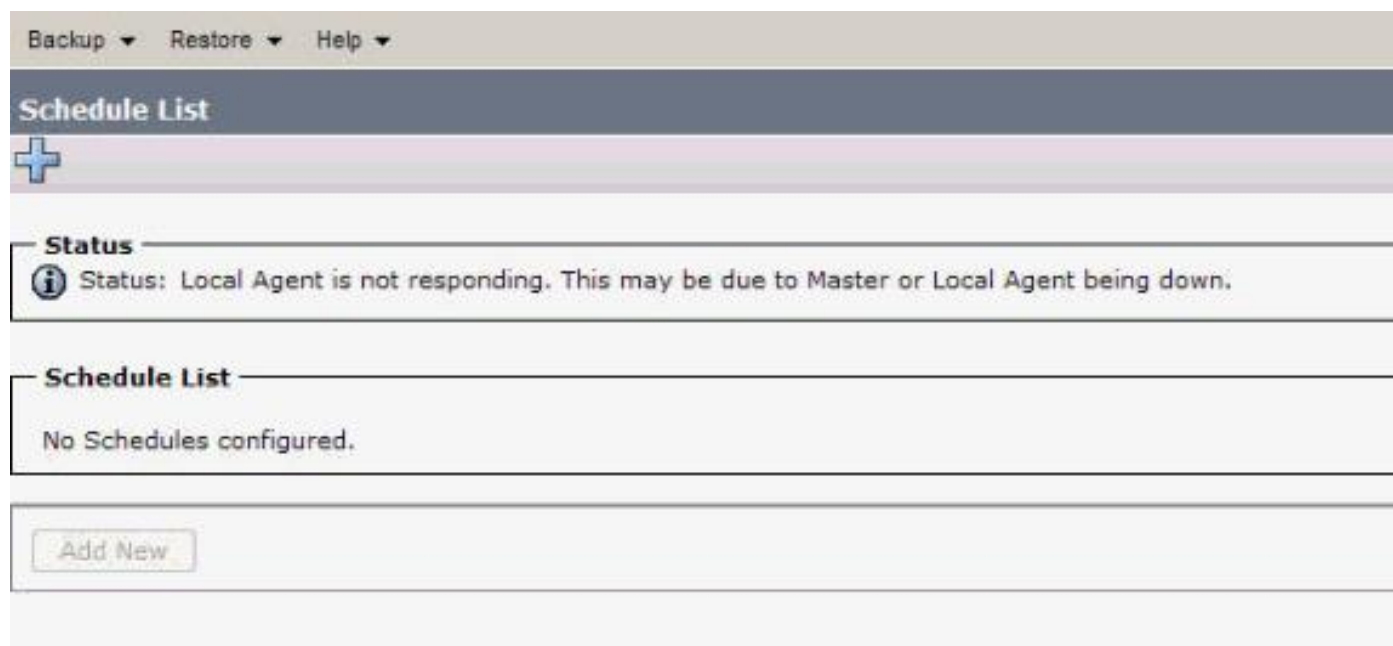 Backup Restore Help
Schedule List
Status
Status: Local Agent is not responding. This may be due to Master or Local Agent being down.
Schedule List
No Schedules configured.
Add New